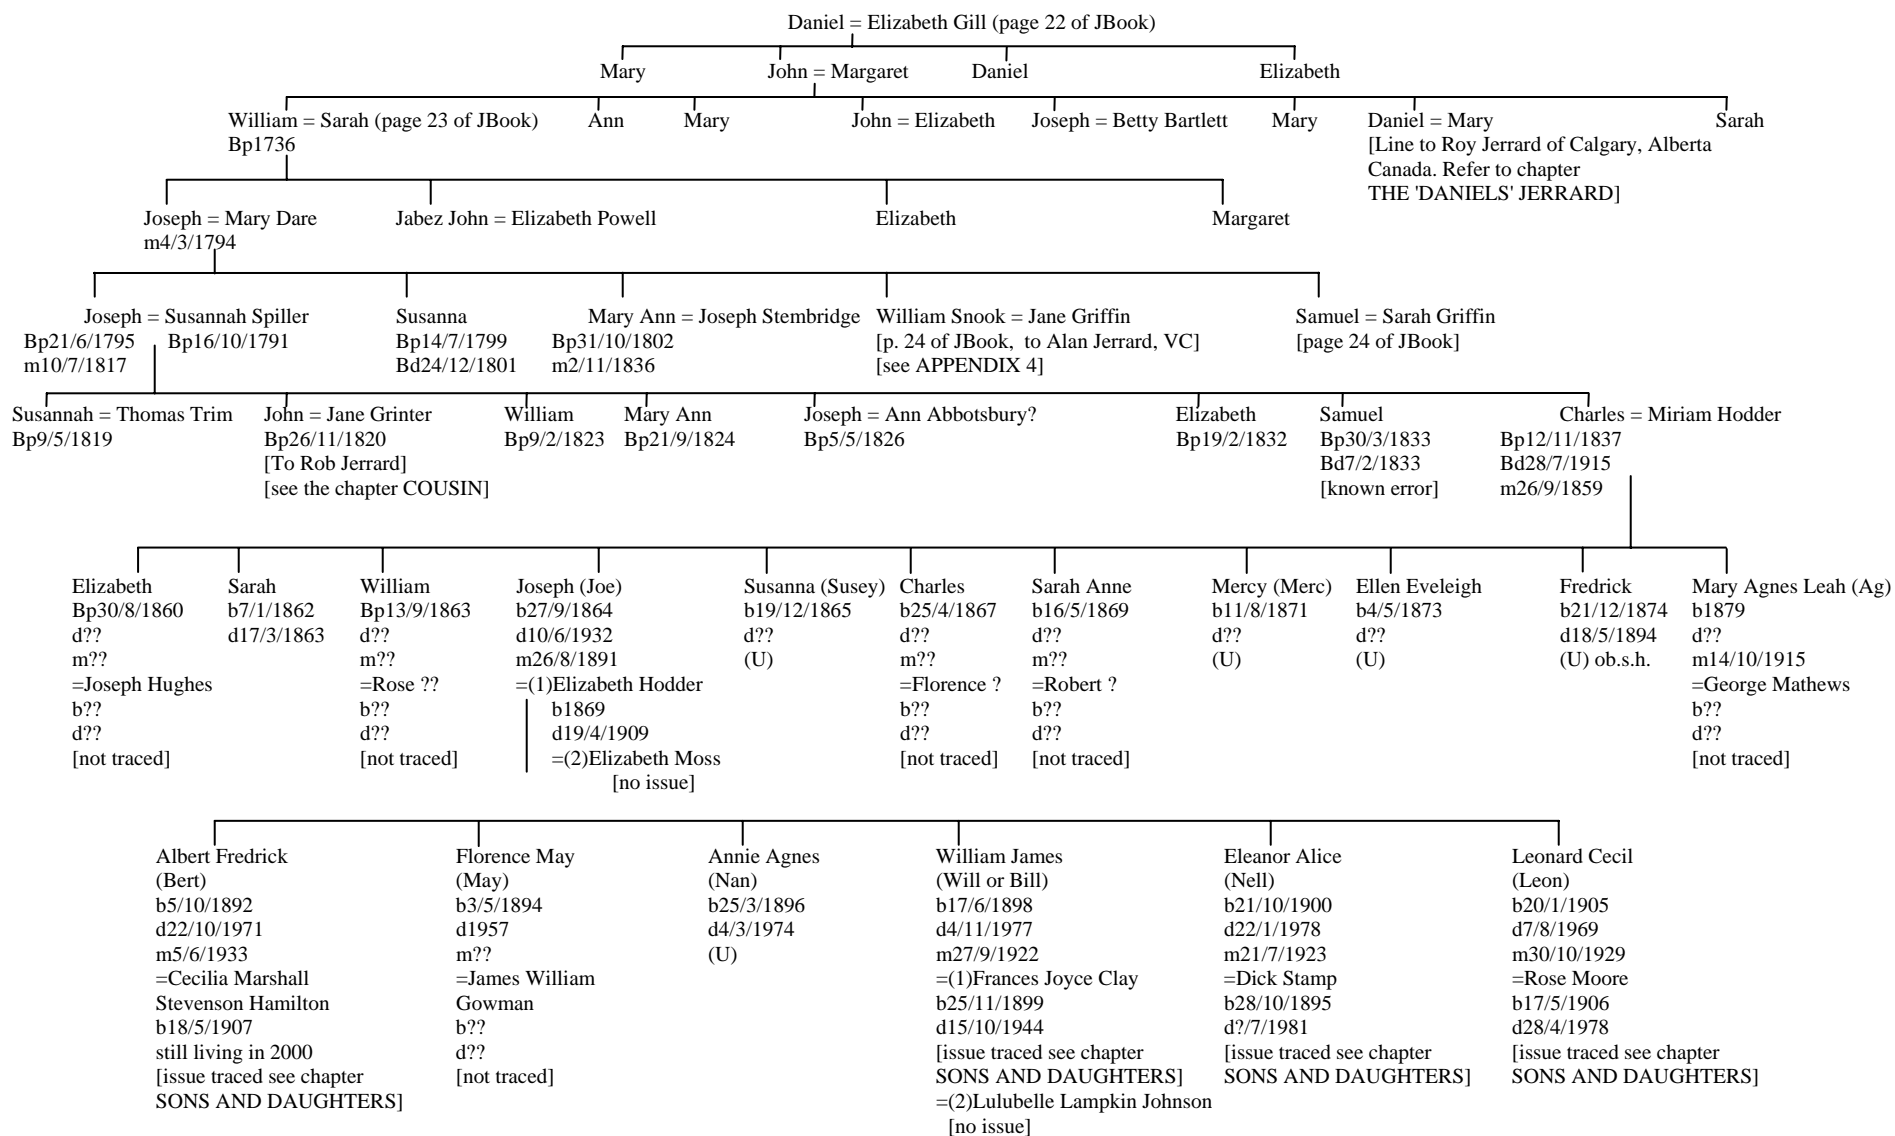 Daniel = Elizabeth Gill (page 22 of JBook)
Mary
John = Margaret
Daniel
Elizabeth
William = Sarah (page 23 of JBook)
Bp1736
Ann
Mary
John = Elizabeth
Joseph = Betty Bartlett
Mary
Daniel = Mary
[Line to Roy Jerrard of Calgary, Alberta
Canada. Refer to chapter
THE 'DANIELS' JERRARD]
Sarah
Joseph = Mary Dare
m4/3/1794
Jabez John = Elizabeth Powell
Elizabeth
Margaret
Joseph = Susannah Spiller
Bp21/6/1795 Bp16/10/1791
m10/7/1817
Susanna
Bp14/7/1799
Bd24/12/1801
Mary Ann = Joseph Stembridge
Bp31/10/1802
m2/11/1836
William Snook = Jane Griffin
[p. 24 of JBook, to Alan Jerrard, VC]
[see APPENDIX 4]
Samuel = Sarah Griffin
[page 24 of JBook]
Susannah = Thomas Trim
Bp9/5/1819
John = Jane Grinter
Bp26/11/1820
[To Rob Jerrard]
[see the chapter COUSIN]
William
Bp9/2/1823
Mary Ann
Bp21/9/1824
Joseph = Ann Abbotsbury?
Bp5/5/1826
Elizabeth
Bp19/2/1832
Samuel
Bp30/3/1833
Bd7/2/1833
[known error]
Charles = Miriam Hodder
Bp12/11/1837
Bd28/7/1915
m26/9/1859
Elizabeth
Bp30/8/1860
d??
m??
=Joseph Hughes
b??
d??
[not traced]
Sarah
b7/1/1862
d17/3/1863
William
Bp13/9/1863
d??
m??
=Rose ??
b??
d??
[not traced]
Joseph (Joe)
b27/9/1864
d10/6/1932
m26/8/1891
=(1)Elizabeth Hodder
b1869
d19/4/1909
=(2)Elizabeth Moss
[no issue]
Susanna (Susey)
b19/12/1865
d??
(U)
Charles
b25/4/1867
d??
m??
=Florence ?
b??
d??
[not traced]
Sarah Anne
b16/5/1869
d??
m??
=Robert ?
b??
d??
[not traced]
Mercy (Merc)
b11/8/1871
d??
(U)
Ellen Eveleigh
b4/5/1873
d??
(U)
Fredrick
b21/12/1874
d18/5/1894
(U) ob.s.h.
Mary Agnes Leah (Ag)
b1879
d??
m14/10/1915
=George Mathews
b??
d??
[not traced]
Albert Fredrick
(Bert)
b5/10/1892
d22/10/1971
m5/6/1933
=Cecilia Marshall
Stevenson Hamilton
b18/5/1907
still living in 2000
[issue traced see chapter
SONS AND DAUGHTERS]
Florence May
(May)
b3/5/1894
d1957
m??
=James William
Gowman
b??
d??
[not traced]
Annie Agnes
(Nan)
b25/3/1896
d4/3/1974
(U)
William James
(Will or Bill)
b17/6/1898
d4/11/1977
m27/9/1922
=(1)Frances Joyce Clay
b25/11/1899
d15/10/1944
[issue traced see chapter
SONS AND DAUGHTERS]
=(2)Lulubelle Lampkin Johnson
[no issue]
Eleanor Alice
(Nell)
b21/10/1900
d22/1/1978
m21/7/1923
=Dick Stamp
b28/10/1895
d?/7/1981
[issue traced see chapter
SONS AND DAUGHTERS]
Leonard Cecil
(Leon)
b20/1/1905
d7/8/1969
m30/10/1929
=Rose Moore
b17/5/1906
d28/4/1978
[issue traced see chapter
SONS AND DAUGHTERS]